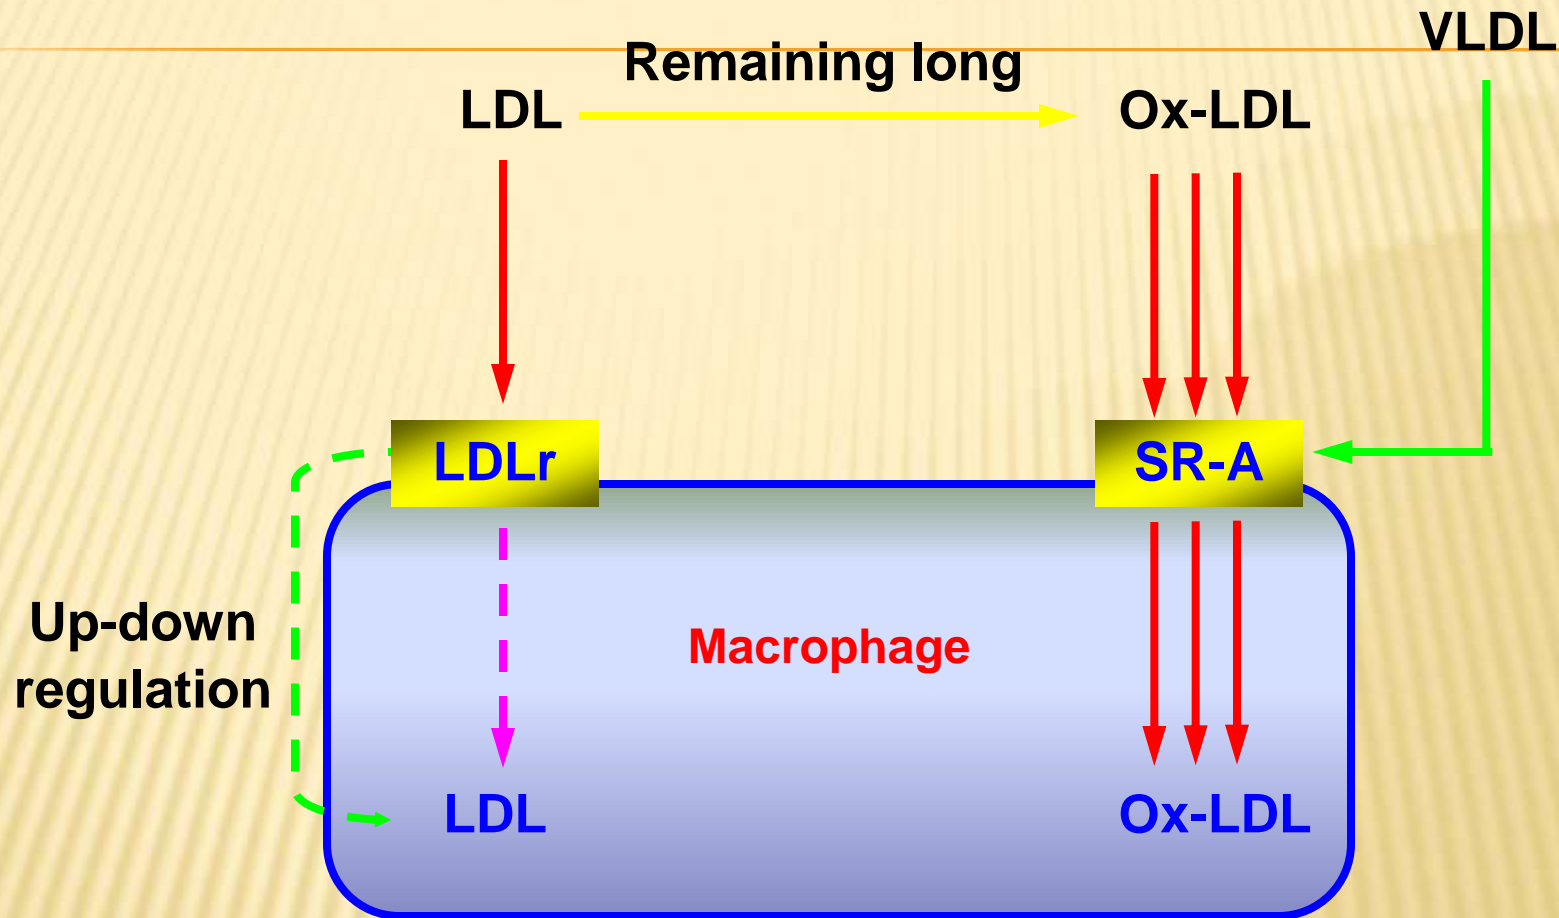 VLDL
Remaining long
LDL
Ox-LDL
LDLr
SR-A
Up-down
regulation
Macrophage
LDL
Ox-LDL